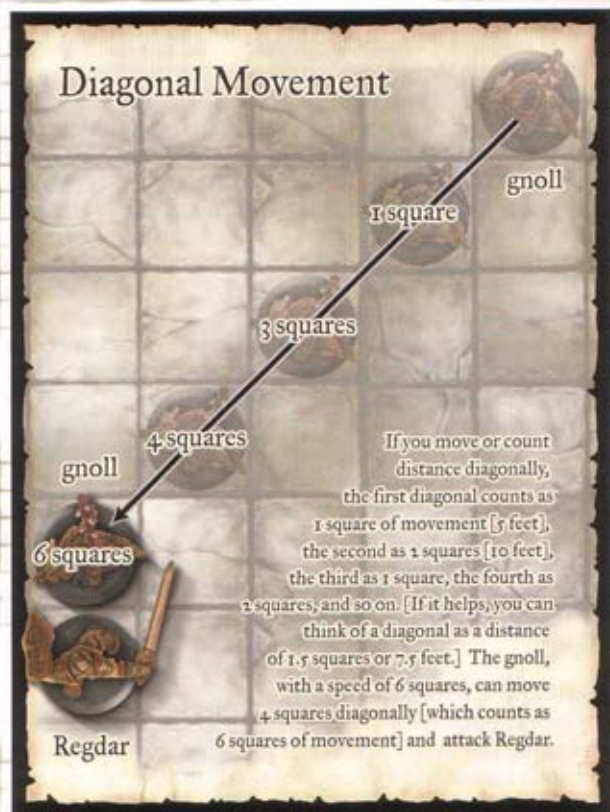 Diagonal Movement
gnoll
1 square
3 squares
4 squares
gnoll
6 squares
If you move or count
distance diagonally,
the first diagonal counts as
1 square of movement [5 feet],
the second as 2 squares [10 feet],
the third as 1 square, the fourth as
2 squares, and so on. [If it helps, you can
think of a diagonal as a distance
of 1.5 squares or 7.5 feet.] The gnoll,
with a speed of 6 squares, can move
4 squares diagonally [which counts as
6 squares of movement] and attack Regdar.
Regdar